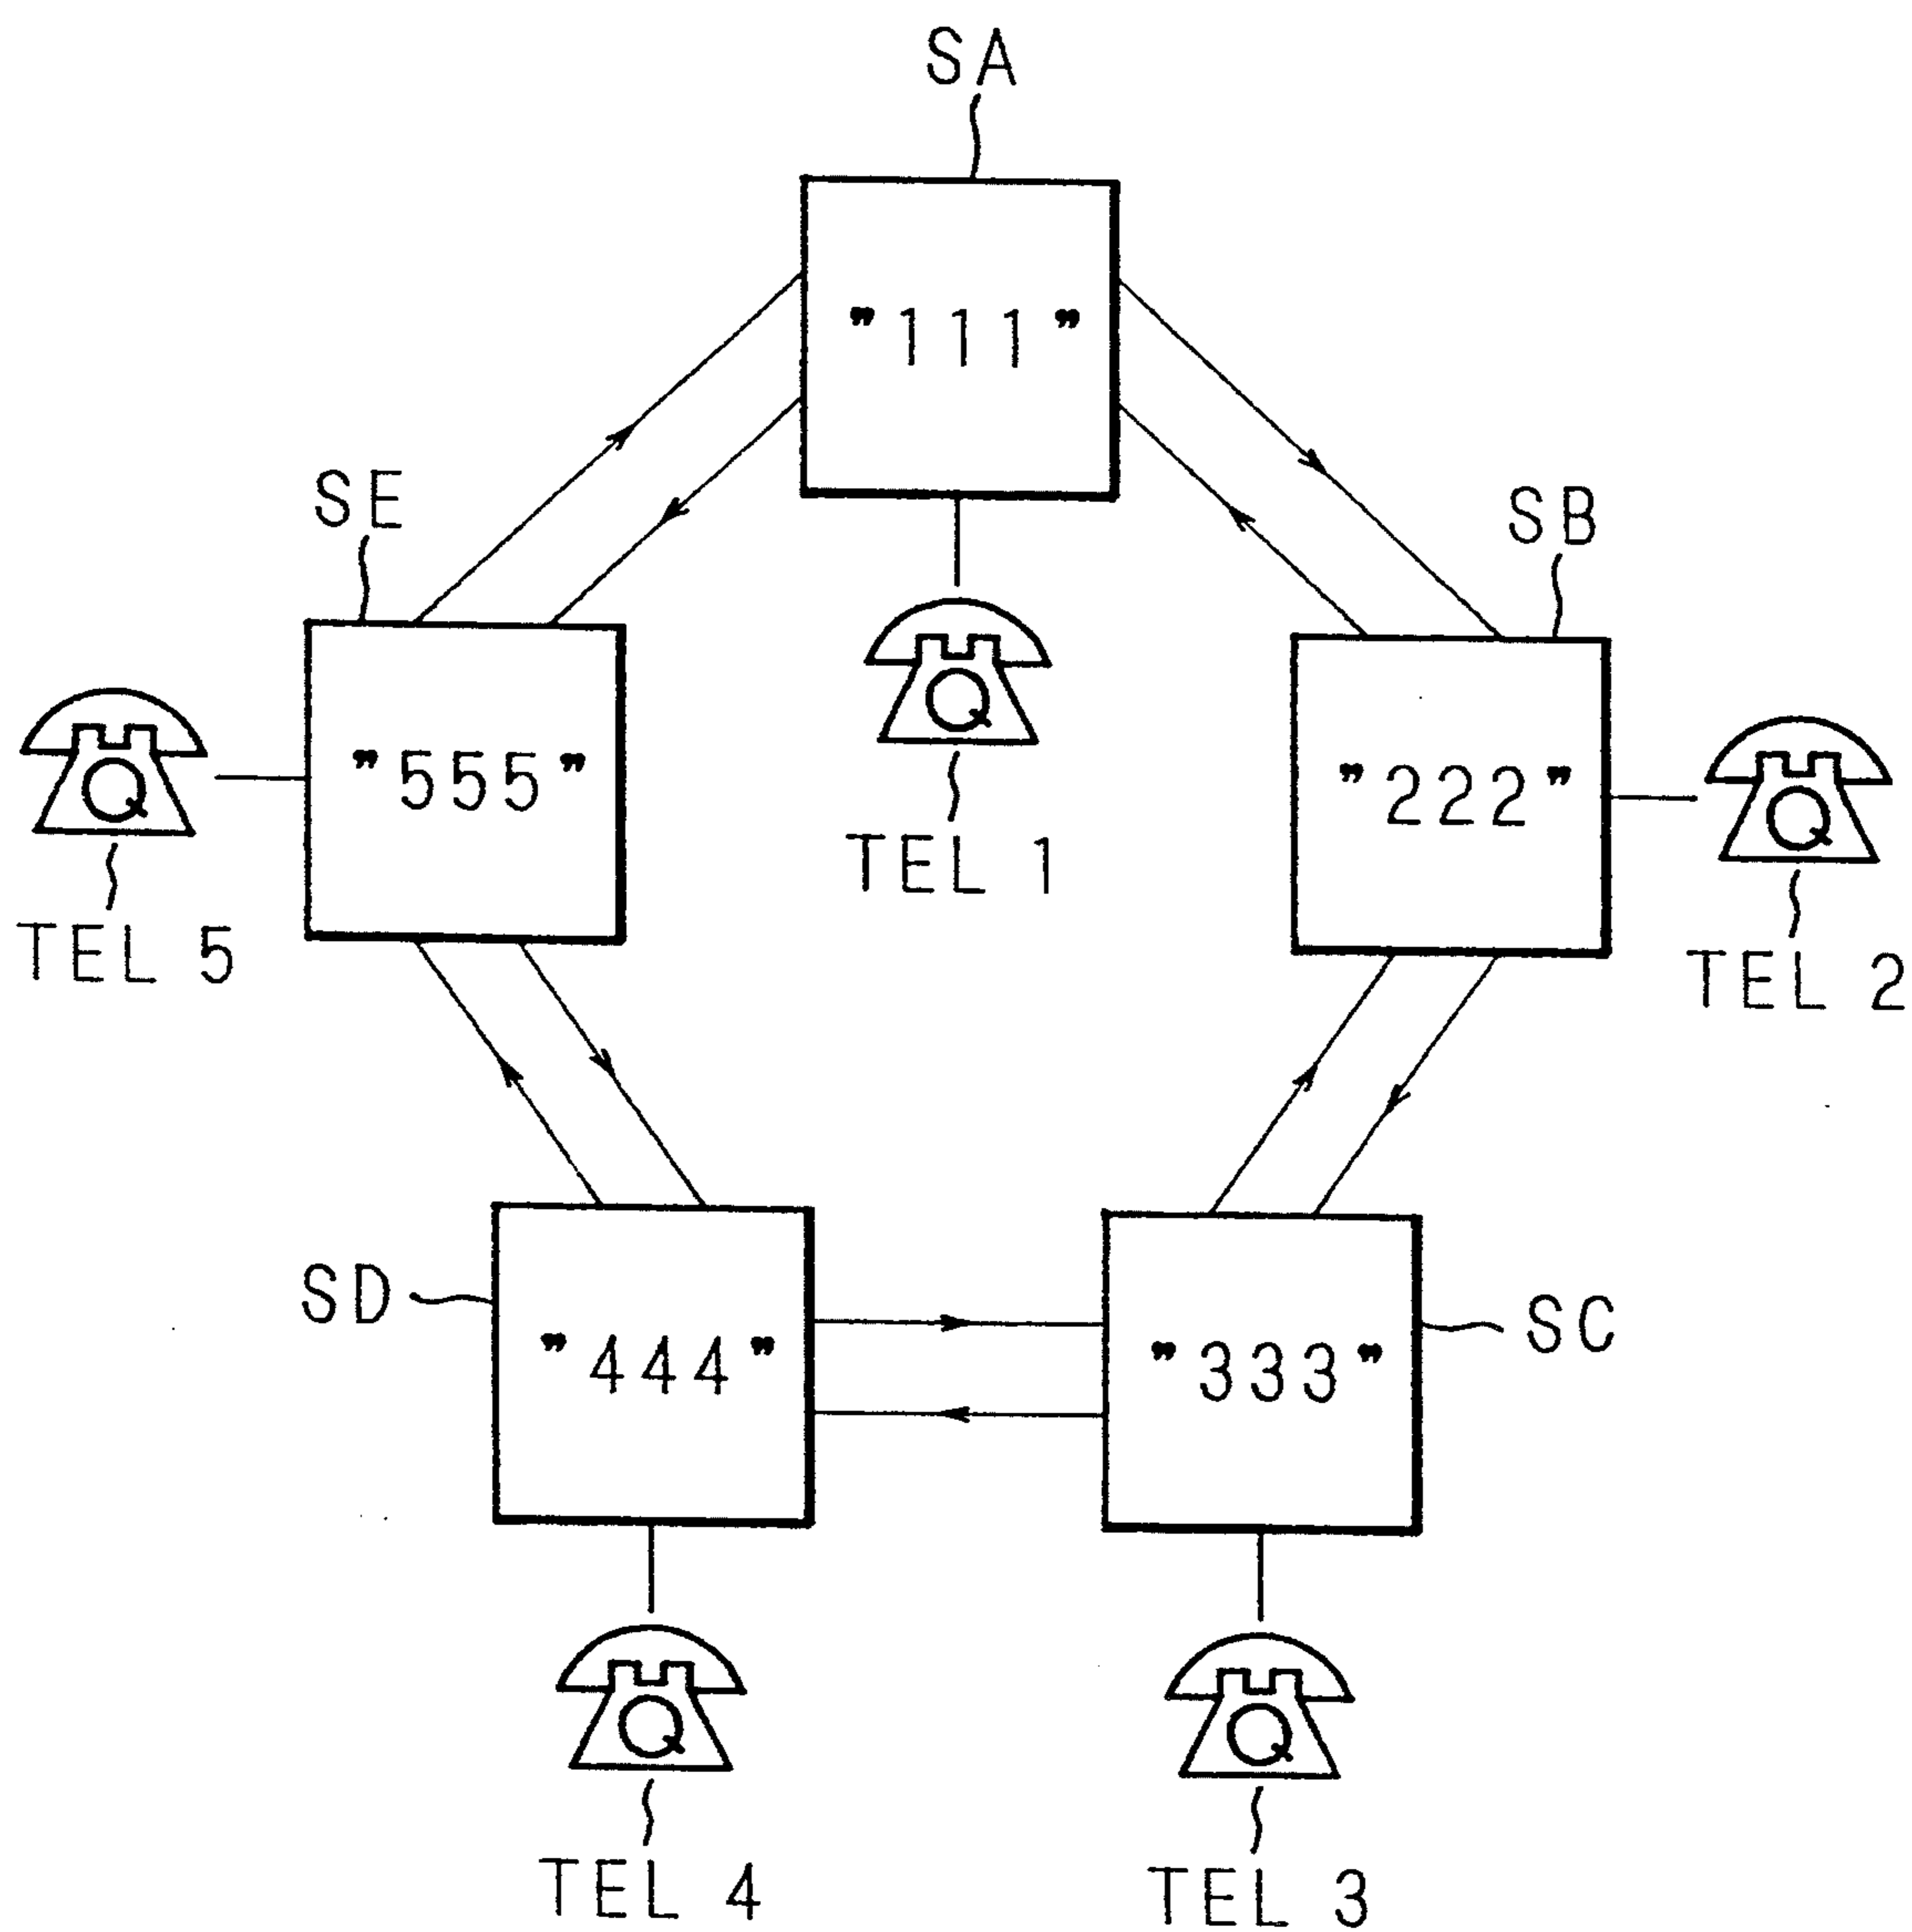 SA
"111"
SE
SB
"555"
"222"
TEL 1
TEL 5
TEL 2
SD
SC
"444"
"333"
TEL 4
TEL 3